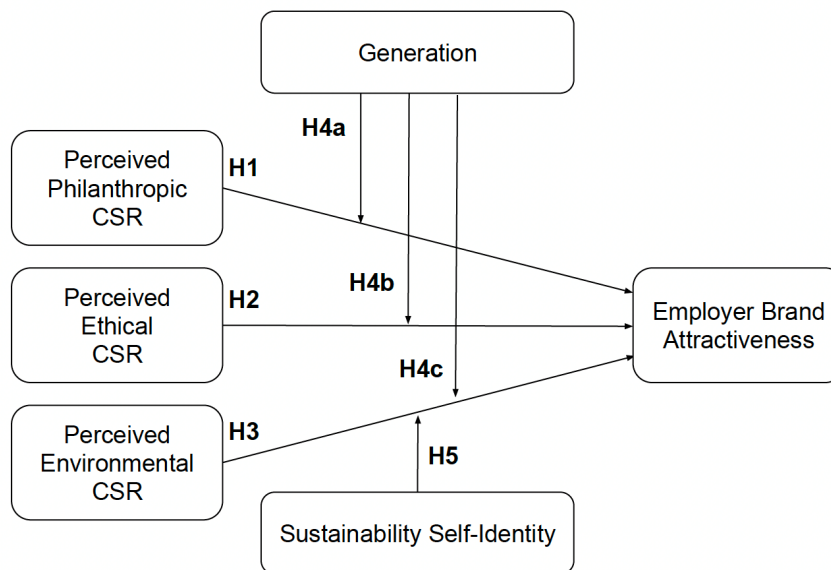 Generation
H4a
Perceived
Philanthropic
CSR
H1
Perceived
Ethical
CSR
H2
H4b
Employer Brand
Attractiveness
H4c
Perceived
Environmental
CSR
H3
H5
Sustainability Self-Identity